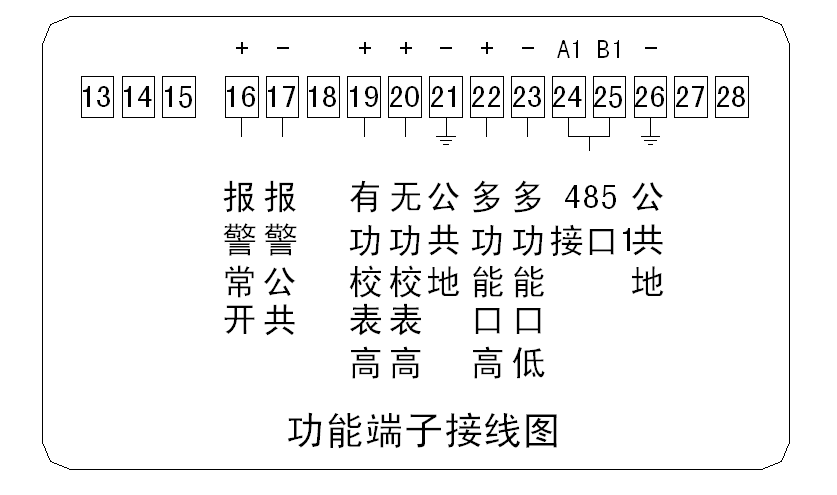 + − + + − + − A1 B1 −
13 14 15 16 17 18 19 20 21 22 23 24 25 26 27 28
报警常开
报警公共
有功校表高
无功校表高
公共地
多功能口高
多功能口低
485
接口1
公共地
功能端子接线图